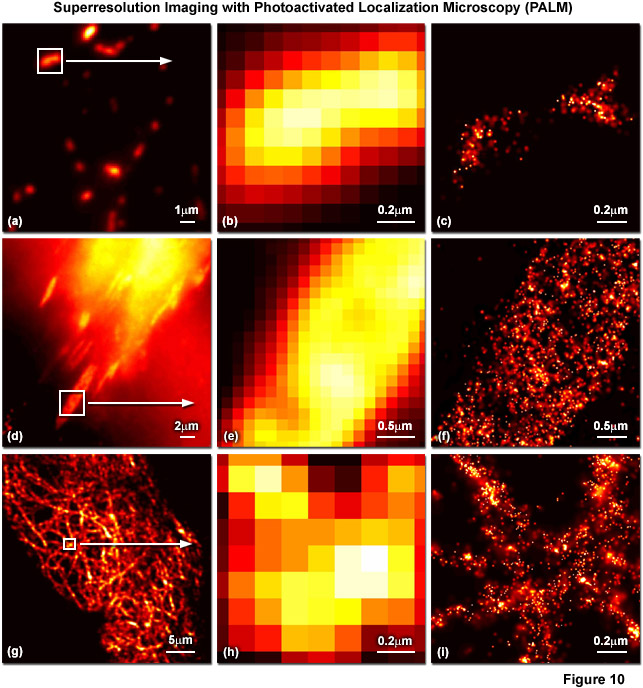 Superresolution Imaging with Photoactivated Localization Microscopy (PALM)
(a) 1μm
(b) 0.2μm
(c) 0.2μm
(d) 2μm
(e) 0.5μm
(f) 0.5μm
(g) 5μm
(h) 0.2μm
(i) 0.2μm
Figure 10